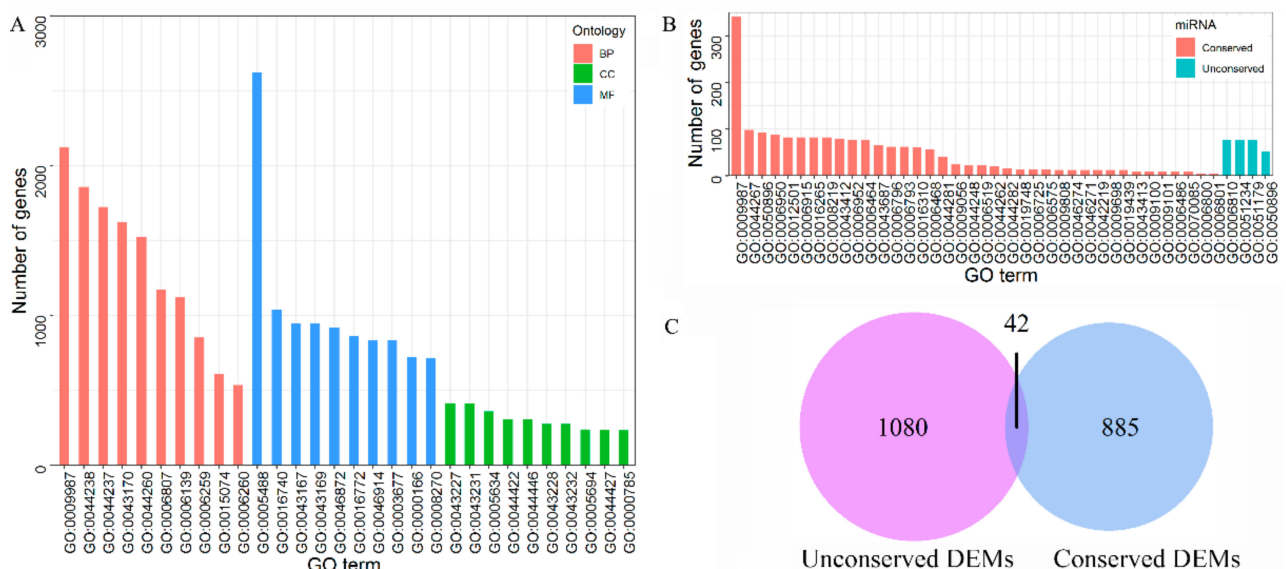 A
Number of genes
3000
2000
1000
0
Ontology
BP
CC
MF
GO:0009987
GO:0044238
GO:0044237
GO:0043170
GO:0044260
GO:0006807
GO:0006139
GO:0006259
GO:0015074
GO:0006260
GO:0005488
GO:0016740
GO:0043167
GO:0043169
GO:0046872
GO:0016772
GO:0046914
GO:0003677
GO:0000166
GO:0008270
GO:0043227
GO:0043231
GO:0005634
GO:0044422
GO:0044446
GO:0043228
GO:0043232
GO:0005694
GO:0044427
GO:0000785
GO term
B
Number of genes
300
200
100
0
miRNA
Conserved
Unconserved
GO:0009987
GO:0044267
GO:0050896
GO:0006950
GO:0012501
GO:0006915
GO:0016265
GO:0008219
GO:0043412
GO:0006952
GO:0006464
GO:0043687
GO:0006796
GO:0006793
GO:0016310
GO:0006468
GO:0044281
GO:0009056
GO:0044248
GO:0006519
GO:0044262
GO:0044282
GO:0019748
GO:0006725
GO:0006575
GO:0009808
GO:0046274
GO:0046271
GO:0042219
GO:0009698
GO:0019439
GO:0043413
GO:0009100
GO:0009101
GO:0006486
GO:0070085
GO:0006800
GO:0006801
GO:0006810
GO:0051234
GO:0051179
GO:0050896
GO term
C
42
1080
885
Unconserved DEMs
Conserved DEMs